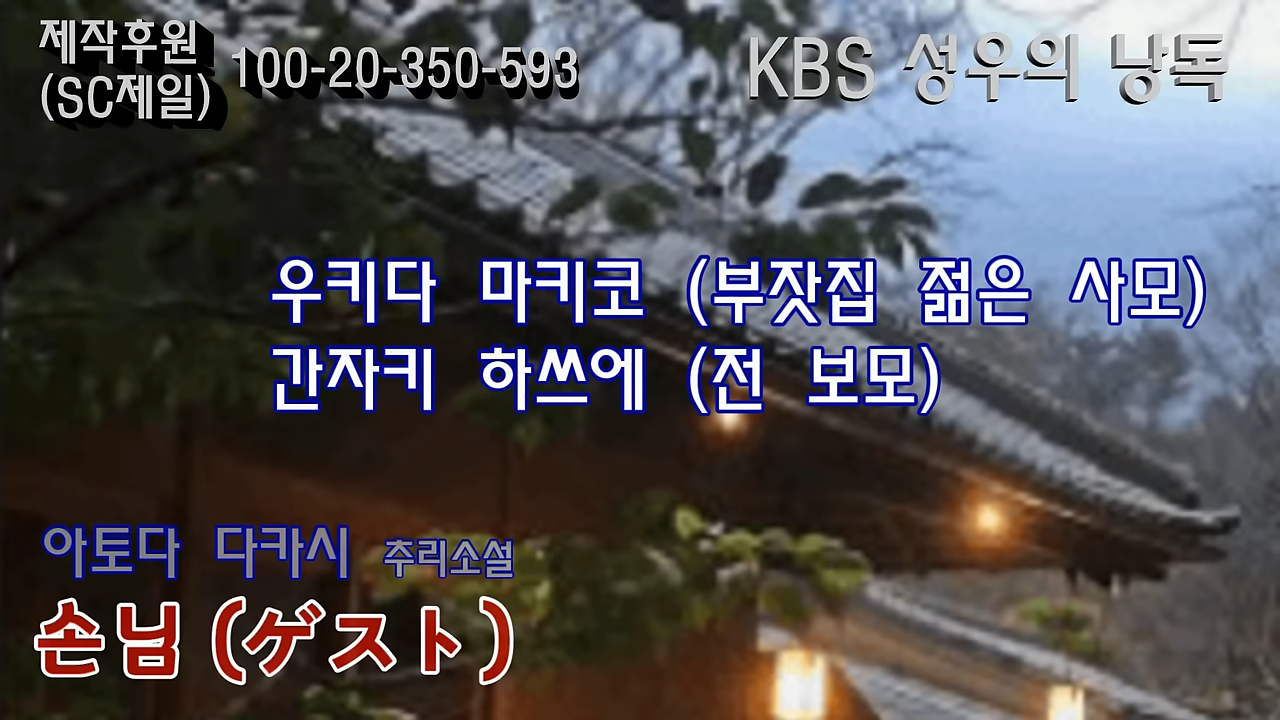 제작후원
(SC제일)
100-20-350-593
KBS 성우의 낭독
우키다 마키코 (부잣집 젊은 사모)
간자키 하쓰에 (전 보모)
아토다 다카시 추리소설
손님 (ゲスト)